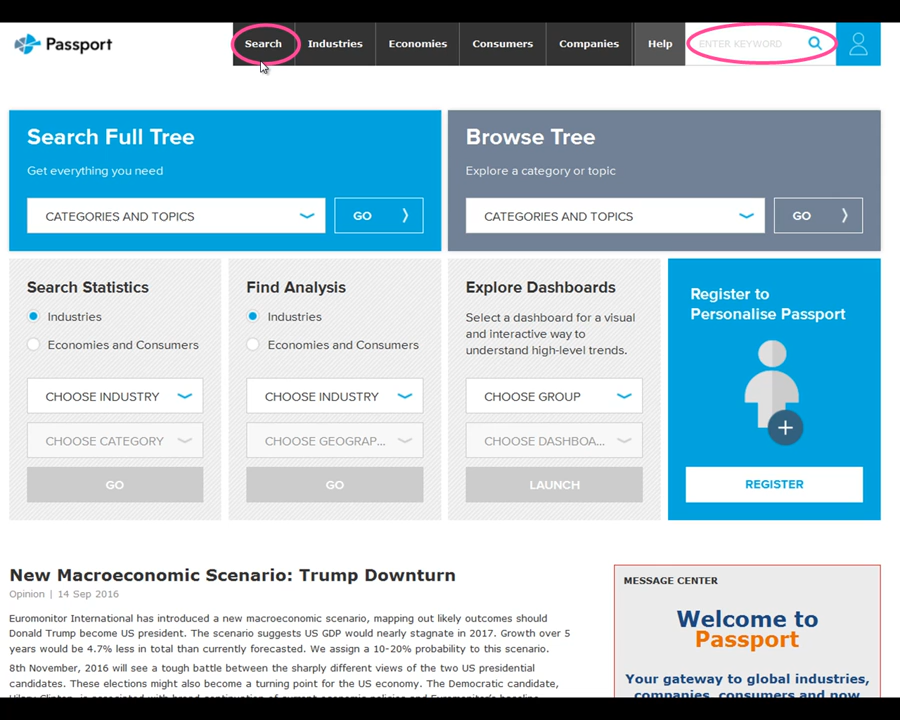 Passport
Search Industries Economies Consumers Companies Help ENTER KEYWORD
Search Full Tree
Get everything you need
CATEGORIES AND TOPICS GO
Browse Tree
Explore a category or topic
CATEGORIES AND TOPICS GO
Search Statistics
Industries
Economies and Consumers
CHOOSE INDUSTRY
CHOOSE CATEGORY
GO
Find Analysis
Industries
Economies and Consumers
CHOOSE INDUSTRY
CHOOSE GEOGRAP...
GO
Explore Dashboards
Select a dashboard for a visual
and interactive way to
understand high-level trends.
CHOOSE GROUP
CHOOSE DASHBOA...
LAUNCH
Register to
Personalise Passport
REGISTER
New Macroeconomic Scenario: Trump Downturn
Opinion | 14 Sep 2016
Euromonitor International has introduced a new macroeconomic scenario, mapping out likely outcomes should
Donald Trump become US president. The scenario suggests US GDP would nearly stagnate in 2017. Growth over 5
years would be 4.7% less in total than currently forecasted. We assign a 10-20% probability to this scenario.
8th November, 2016 will see a tough battle between the sharply different views of the two US presidential
candidates. These elections might also become a turning point for the US economy. The Democratic candidate,
MESSAGE CENTER
Welcome to
Passport
Your gateway to global industries,
companies, consumers and now